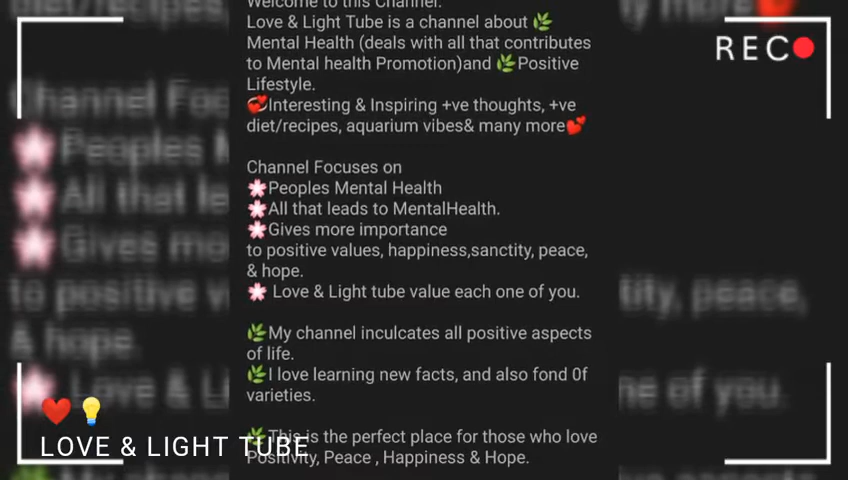 Welcome to this Channel.
Love & Light Tube is a channel about 🌿
Mental Health (deals with all that contributes
to Mental health Promotion)and 🌿Positive
Lifestyle.
💞Interesting & Inspiring +ve thoughts, +ve
diet/recipes, aquarium vibes& many more💕
Channel Focuses on
🌸Peoples Mental Health
🌸All that leads to MentalHealth.
🌸Gives more importance
to positive values, happiness,sanctity, peace,
& hope.
🌸 Love & Light tube value each one of you.
🌿My channel inculcates all positive aspects
of life.
🌿I love learning new facts, and also fond 0f
varieties.
🌿This is the perfect place for those who love
Positivity, Peace , Happiness & Hope.
REC
❤️💡
LOVE & LIGHT TUBE